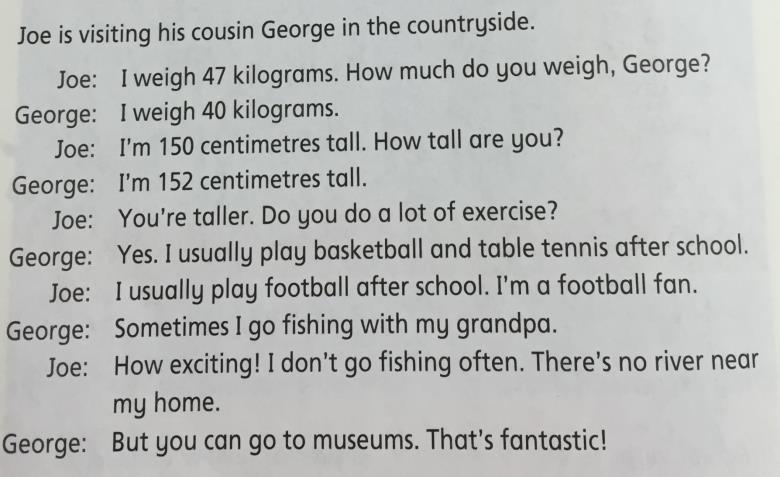 Joe is visiting his cousin George in the countryside.
Joe: I weigh 47 kilograms. How much do you weigh, George?
George: I weigh 40 kilograms.
Joe: I'm 150 centimetres tall. How tall are you?
George: I'm 152 centimetres tall.
Joe: You're taller. Do you do a lot of exercise?
George: Yes. I usually play basketball and table tennis after school.
Joe: I usually play football after school. I'm a football fan.
George: Sometimes I go fishing with my grandpa.
Joe: How exciting! I don't go fishing often. There's no river near
my home.
George: But you can go to museums. That's fantastic!